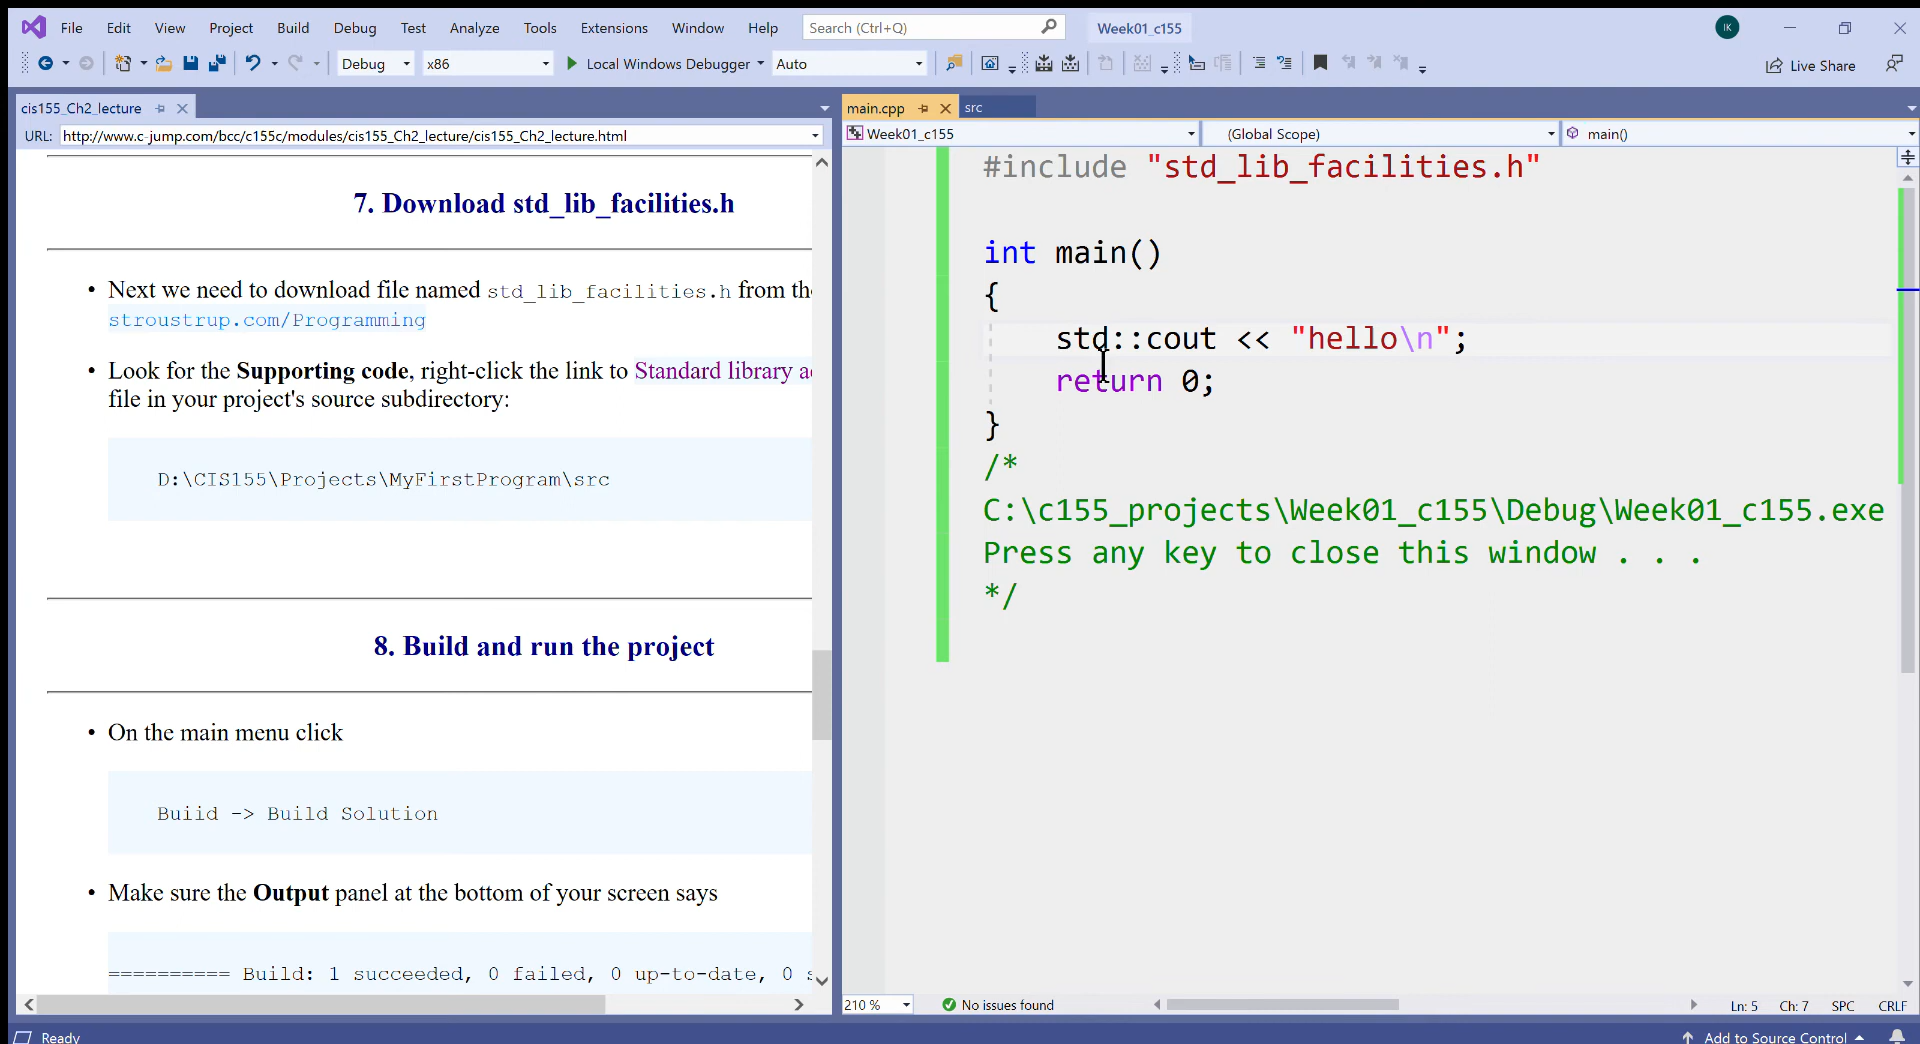 File Edit View Project Build Debug Test Analyze Tools Extensions Window Help Search (Ctrl+Q) Week01_c155 IK
Debug x86 Local Windows Debugger Auto Live Share
cis155_Ch2_lecture
URL: http://www.c-jump.com/bcc/c155c/modules/cis155_Ch2_lecture/cis155_Ch2_lecture.html
7. Download std_lib_facilities.h
• Next we need to download file named std_lib_facilities.h from the
stroustrup.com/Programming
• Look for the Supporting code, right-click the link to Standard library a
file in your project's source subdirectory:
D:\CIS155\Projects\MyFirstProgram\src
8. Build and run the project
• On the main menu click
Buiid -> Build Solution
• Make sure the Output panel at the bottom of your screen says
========== Build: 1 succeeded, 0 failed, 0 up-to-date, 0 s
main.cpp src
Week01_c155 (Global Scope) main()
#include "std_lib_facilities.h"
int main()
{
std::cout << "hello\n";
return 0;
}
/*
C:\c155_projects\Week01_c155\Debug\Week01_c155.exe
Press any key to close this window . . .
*/
210 % No issues found Ln: 5 Ch: 7 SPC CRLF
Ready Add to Source Control